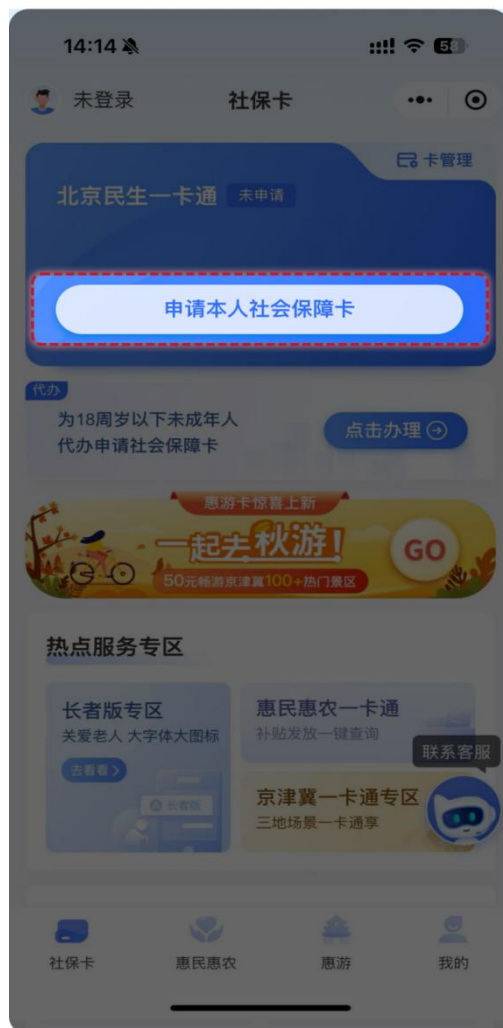 14:14
58
未登录
社保卡
卡管理
北京民生一卡通 未申请
申请本人社会保障卡
代办
为18周岁以下未成年人
代办申请社会保障卡
点击办理
惠游卡惊喜上新
一起去秋游！
GO
50元畅游京津冀100+热门景区
热点服务专区
长者版专区
关爱老人 大字体大图标
去看看
长者版
惠民惠农一卡通
补贴发放一键查询
联系客服
京津冀一卡通专区
三地场景一卡通享
社保卡
惠民惠农
惠游
我的